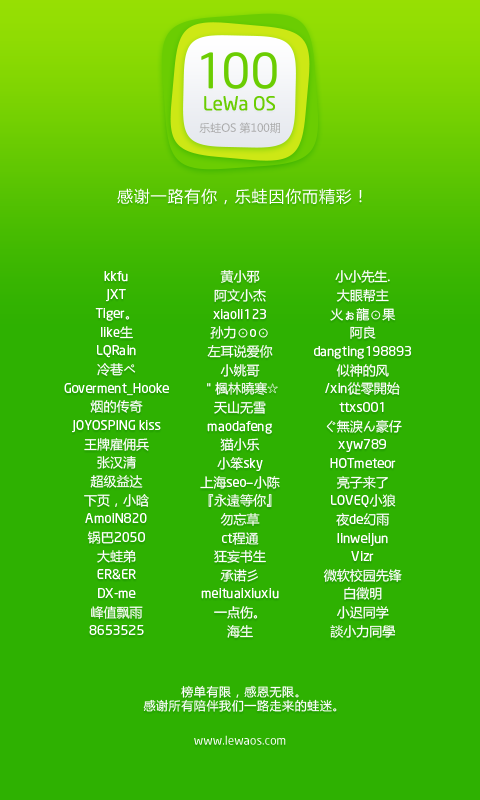 100
LeWa OS
乐蛙OS 第100期
感谢一路有你，乐蛙因你而精彩！
kkfu 黄小邪 小小先生.
JXT 阿文小杰 大眼帮主
TIger。 xiaoli123 火ぉ龍⊙果
like生 孙力⊙o⊙ 阿良
LQRain 左耳说爱你 dangting198893
冷巷ペ 小姚哥 似神的风
Goverment_Hooke " 楓林曉寒☆ /xin從零開始
烟的传奇 天山无雪 ttxs001
JOYOSPING kiss maodafeng ぐ無淚ん豪仔
王牌雇佣兵 猫小乐 xyw789
张汉清 小笨sky HOTmeteor
超级益达 上海seo-小陈 亮子来了
下页，小晗 『永遠等你』 LOVEQ小狼
AmoIN820 勿忘草 夜de幻雨
锅巴2050 ct程通 linweijun
大蛙弟 狂妄书生 Vizr
ER&ER 承诺彡 微软校园先锋
DX-me meitualxiuxiu 白徵明
峰值飘雨 一点伤。 小迟同学
8653525 海生 談小力同學
榜单有限，感恩无限。
感谢所有陪伴我们一路走来的蛙迷。
www.lewaos.com